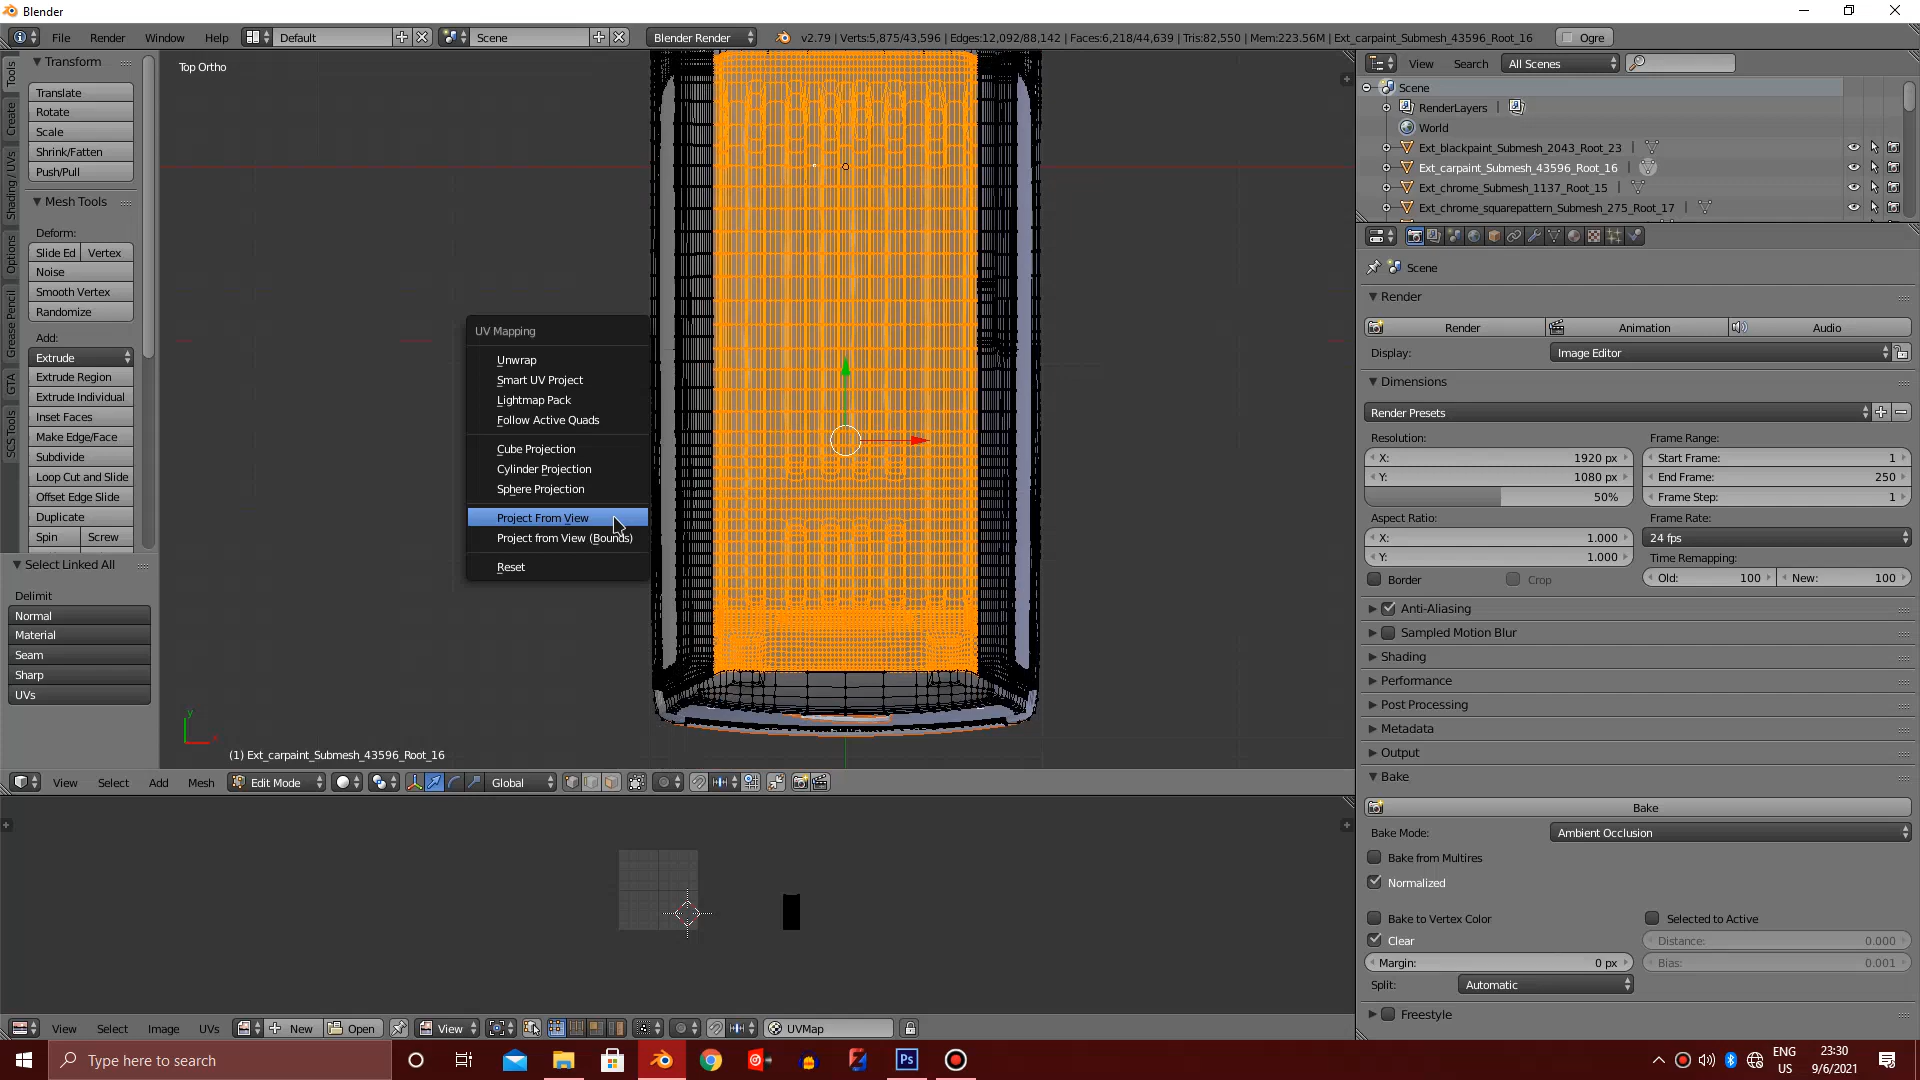 Blender
File Render Window Help Default Scene Blender Render v2.79 | Verts:5,875/43,596 | Edges:12,092/88,142 | Faces:6,218/44,639 | Tris:82,550 | Mem:223.56M | Ext_carpaint_Submesh_43596_Root_16 Ogre
Tools
Create
Shading / UVs
Options
Grease Pencil
GTA
SCS Tools
Transform
Translate
Rotate
Scale
Shrink/Fatten
Push/Pull
Mesh Tools
Deform:
Slide Ed Vertex
Noise
Smooth Vertex
Randomize
Add:
Extrude
Extrude Region
Extrude Individual
Inset Faces
Make Edge/Face
Subdivide
Loop Cut and Slide
Offset Edge Slide
Duplicate
Spin Screw
Select Linked All
Delimit
Normal
Material
Seam
Sharp
UVs
Top Ortho
UV Mapping
Unwrap
Smart UV Project
Lightmap Pack
Follow Active Quads
Cube Projection
Cylinder Projection
Sphere Projection
Project From View
Project from View (Bounds)
Reset
y
x
(1) Ext_carpaint_Submesh_43596_Root_16
View Select Add Mesh Edit Mode Global
View Select Image UVs New Open View UVMap
View Search All Scenes
Scene
RenderLayers |
World
Ext_blackpaint_Submesh_2043_Root_23
Ext_carpaint_Submesh_43596_Root_16
Ext_chrome_Submesh_1137_Root_15
Ext_chrome_squarepattern_Submesh_275_Root_17
Scene
Render
Render Animation Audio
Display: Image Editor
Dimensions
Render Presets
Resolution: Frame Range:
X: 1920 px Start Frame: 1
Y: 1080 px End Frame: 250
50% Frame Step: 1
Aspect Ratio: Frame Rate:
X: 1.000 24 fps
Y: 1.000 Time Remapping:
Border Crop Old: 100 New: 100
Anti-Aliasing
Sampled Motion Blur
Shading
Performance
Post Processing
Metadata
Output
Bake
Bake
Bake Mode: Ambient Occlusion
Bake from Multires
Normalized
Bake to Vertex Color Selected to Active
Clear Distance: 0.000
Margin: 0 px Bias: 0.001
Split: Automatic
Freestyle
Type here to search
Ps
ENG
US
23:30
9/6/2021